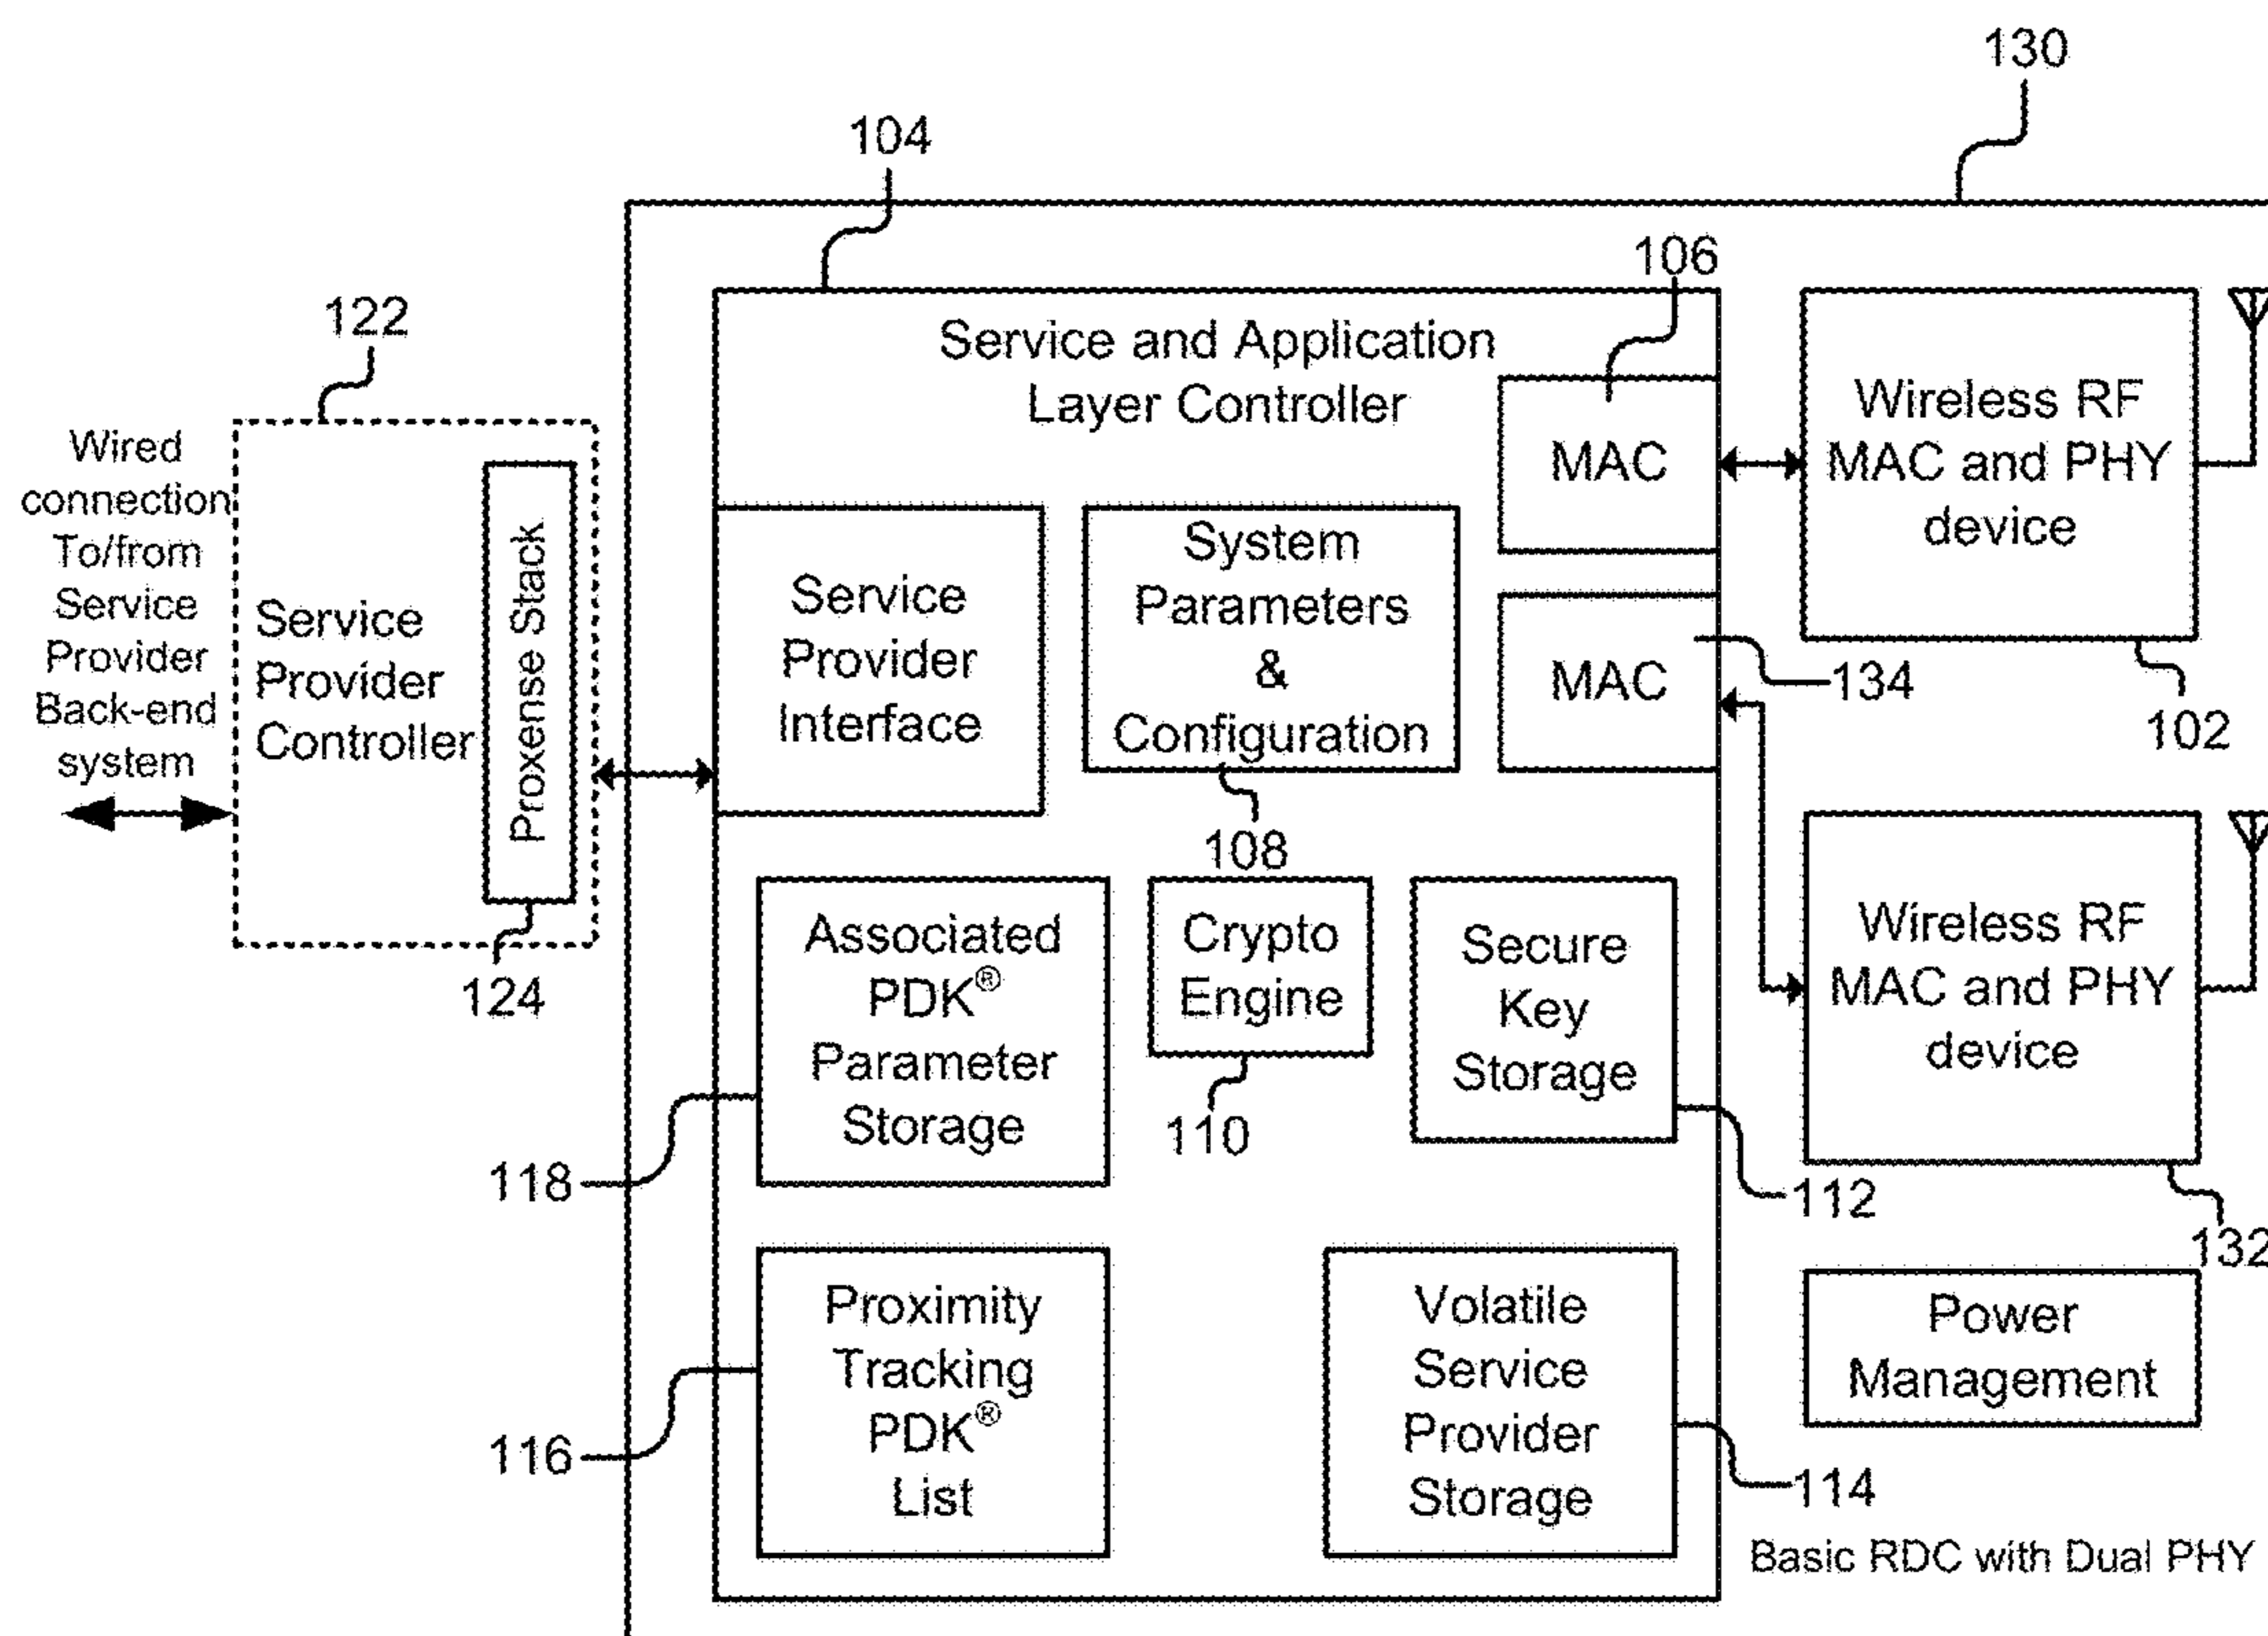 130
104
106
122
Service and Application
Layer Controller
MAC
Wireless RF
MAC and PHY
device
102
Wired
connection
To/from
Service
Provider
Back-end
system
Service
Provider
Controller
Proxense Stack
124
Service
Provider
Interface
System
Parameters
&
Configuration
108
MAC
134
Associated
PDK®
Parameter
Storage
118
Crypto
Engine
110
Secure
Key
Storage
112
Wireless RF
MAC and PHY
device
132
Proximity
Tracking
PDK®
List
116
Volatile
Service
Provider
Storage
114
Power
Management
Basic RDC with Dual PHY